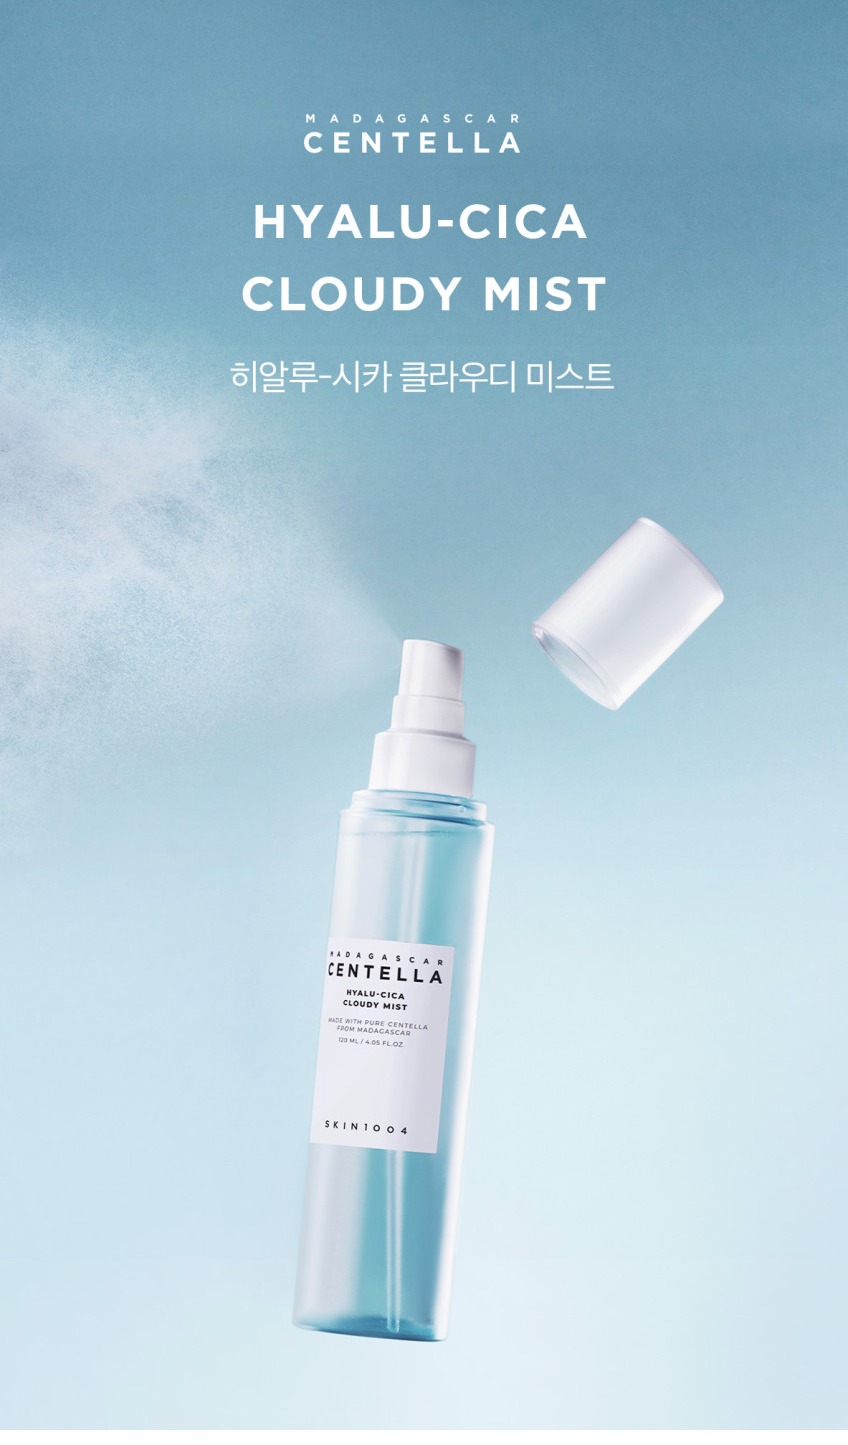 MADAGASCAR
CENTELLA
HYALU-CICA
CLOUDY MIST
히알루-시카 클라우디 미스트
MADAGASCAR
CENTELLA
HYALU-CICA
CLOUDY MIST
MADE WITH PURE CENTELLA
FROM MADAGASCAR
120 ML / 4.05 FL.OZ.
SKIN1004